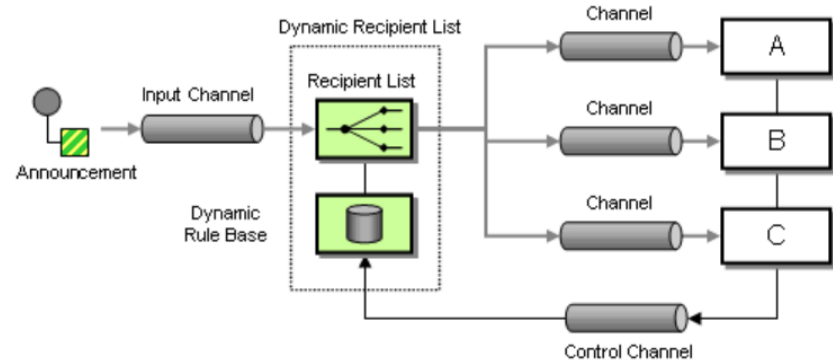 Channel
Dynamic Recipient List
A
Recipient List
Input Channel
Channel
B
Announcement
Channel
Dynamic
Rule Base
C
Control Channel